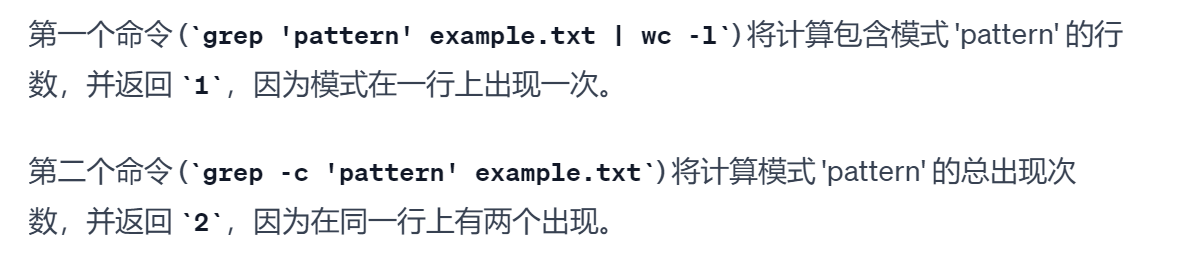 第一个命令 (`grep 'pattern' example.txt | wc -l`) 将计算包含模式 'pattern' 的行
数，并返回 `1`，因为模式在一行上出现一次。
第二个命令 (`grep -c 'pattern' example.txt`) 将计算模式 'pattern' 的总出现次
数，并返回 `2`，因为在同一行上有两个出现。